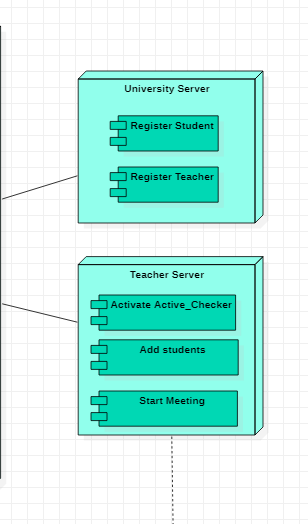 University Server
Register Student
Register Teacher
Teacher Server
Activate Active_Checker
Add students
Start Meeting